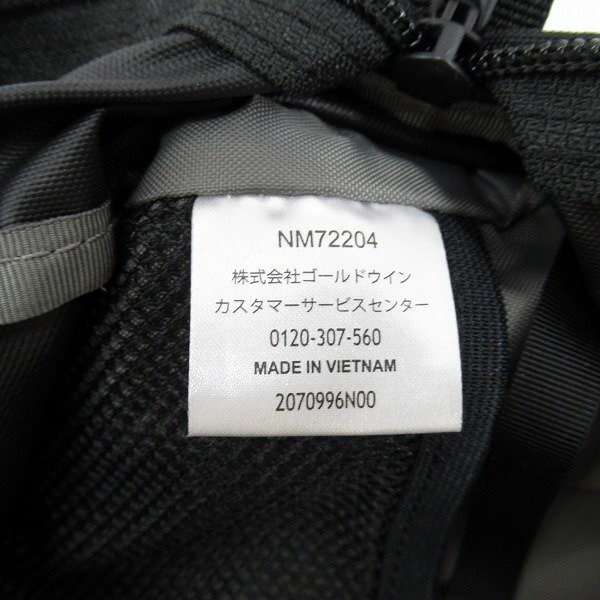 NM72204
株式会社ゴールドウイン
カスタマーサービスセンター
0120-307-560
MADE IN VIETNAM
2070996N00